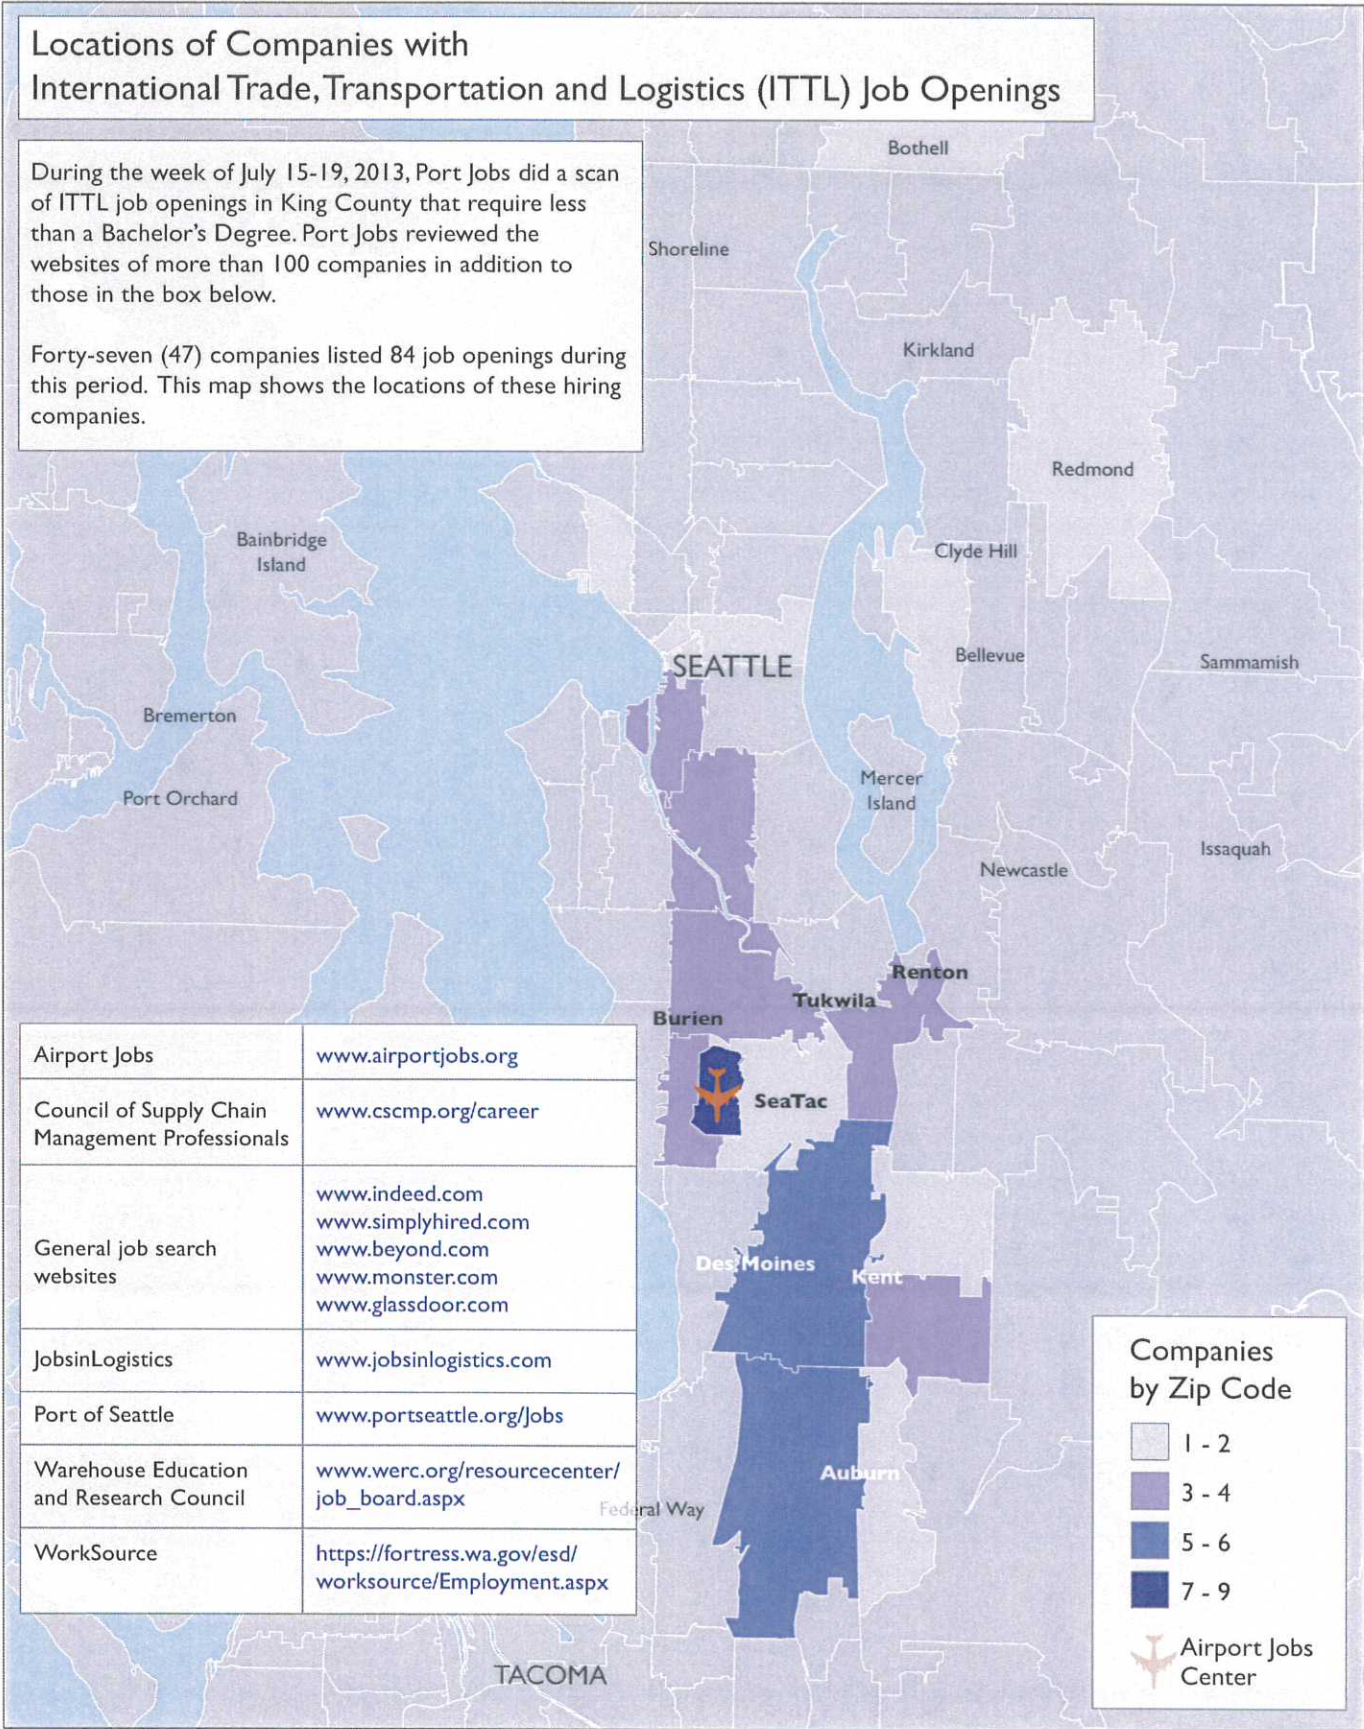 Locations of Companies with
International Trade, Transportation and Logistics (ITTL) Job Openings
During the week of July 15-19, 2013, Port Jobs did a scan
of ITTL job openings in King County that require less
than a Bachelor's Degree. Port Jobs reviewed the
websites of more than 100 companies in addition to
those in the box below.
Forty-seven (47) companies listed 84 job openings during
this period. This map shows the locations of these hiring
companies.
Bothell
Shoreline
Kirkland
Redmond
Bainbridge
Island
Clyde Hill
SEATTLE
Bellevue
Sammamish
Bremerton
Port Orchard
Mercer
Island
Newcastle
Issaquah
Renton
Tukwila
Burien
SeaTac
Des Moines
Kent
Auburn
Federal Way
TACOMA
Airport Jobs
www.airportjobs.org
Council of Supply Chain
Management Professionals
www.cscmp.org/career
General job search
websites
www.indeed.com
www.simplyhired.com
www.beyond.com
www.monster.com
www.glassdoor.com
JobsinLogistics
www.jobsinlogistics.com
Port of Seattle
www.portseattle.org/Jobs
Warehouse Education
and Research Council
www.werc.org/resourcecenter/
job_board.aspx
WorkSource
https://fortress.wa.gov/esd/
worksource/Employment.aspx
Companies
by Zip Code
1 - 2
3 - 4
5 - 6
7 - 9
Airport Jobs
Center